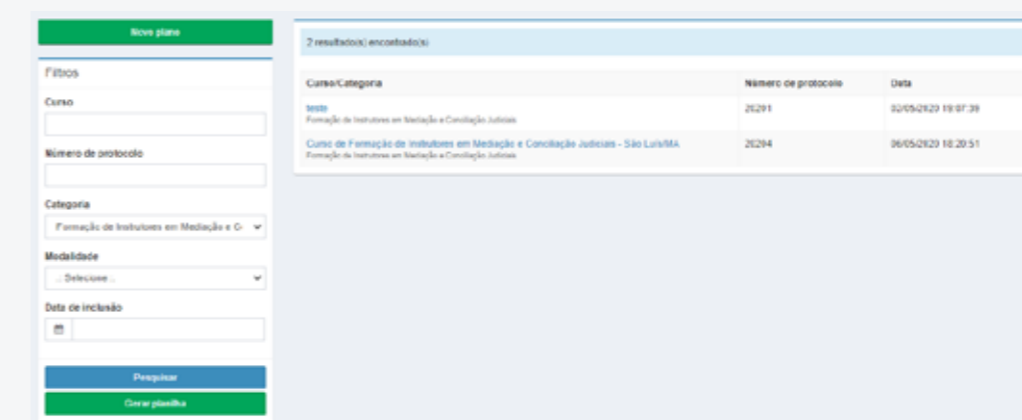 Novo plano
Filtros
Curso
Número de protocolo
Categoria
Formação de Instrutores em Mediação e C
Modalidade
.: Selecione :.
Data de inclusão
Pesquisar
Gerar planilha
2 resultado(s) encontrado(s)
Curso/Categoria Número de protocolo Data
teste 20201 02/05/2020 19:07:39
Formação de Instrutores em Mediação e Conciliação Judiciais
Curso de Formação de Instrutores em Mediação e Conciliação Judiciais - São Luís/MA 20204 06/05/2020 18:20:51
Formação de Instrutores em Mediação e Conciliação Judiciais